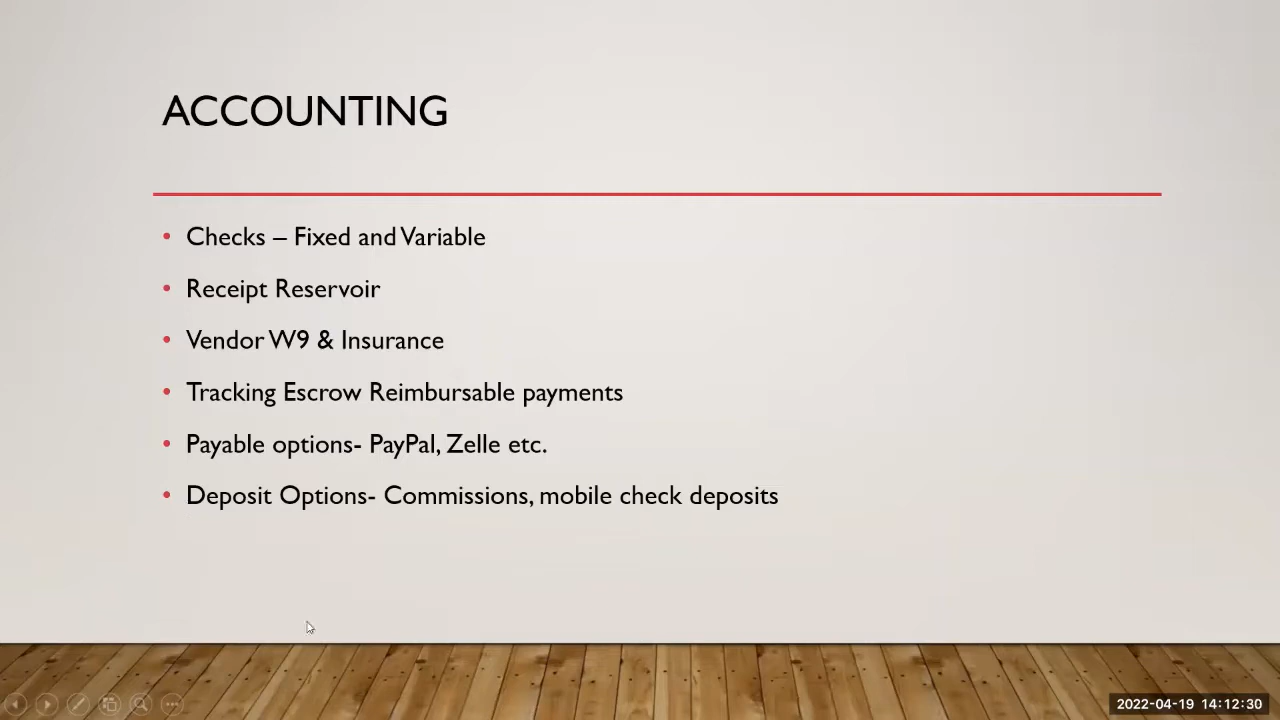 ACCOUNTING
• Checks – Fixed and Variable
• Receipt Reservoir
• Vendor W9 & Insurance
• Tracking Escrow Reimbursable payments
• Payable options- PayPal, Zelle etc.
• Deposit Options- Commissions, mobile check deposits
2022-04-19 14:12:30